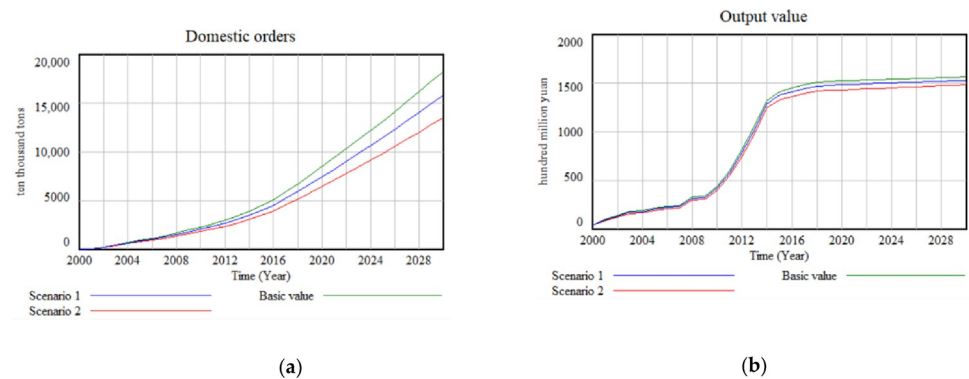 Domestic orders
20,000
15,000
10,000
5000
0
ton thousand tons
2000 2004 2008 2012 2016 2020 2024 2028
Time (Year)
Scenario 1
Basic value
Scenario 2
(a)
Output value
2000
1500
1000
500
0
hundred million yuan
2000 2004 2008 2012 2016 2020 2024 2028
Time (Year)
Scenario 1
Basic value
Scenario 2
(b)